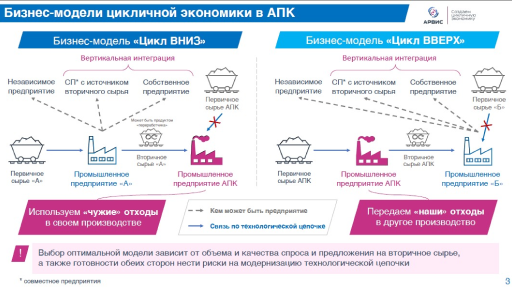 Бизнес-модели цикличной экономики в АПК
АРВИС
Создаем
цикличную
экономику
Бизнес-модель «Цикл ВНИЗ»
Вертикальная интеграция
Независимое
предприятие
СП* с источником
вторичного сырья
Собственное
предприятие
Первичное
сырье АПК
Может быть продуктом
«переработчика»
Первичное
сырье «А»
Промышленное
предприятие «А»
Вторичное
сырье «А»
Промышленное
предприятие АПК
Используем «чужие» отходы
в своем производстве
Бизнес-модель «Цикл ВВЕРХ»
Вертикальная интеграция
Независимое
предприятие
СП* с источником
вторичного сырья
Собственное
предприятие
Первичное
сырье «Б»
Первичное
сырье АПК
Промышленное
предприятие АПК
Вторичное
сырье АПК
Промышленное
предприятие «Б»
Передаем «наши» отходы
в другое производство
Кем может быть предприятие
Связь по технологической цепочке
!
Выбор оптимальной модели зависит от объема и качества спроса и предложения на вторичное сырье,
а также готовности обеих сторон нести риски на модернизацию технологической цепочки
* совместное предприятия
3